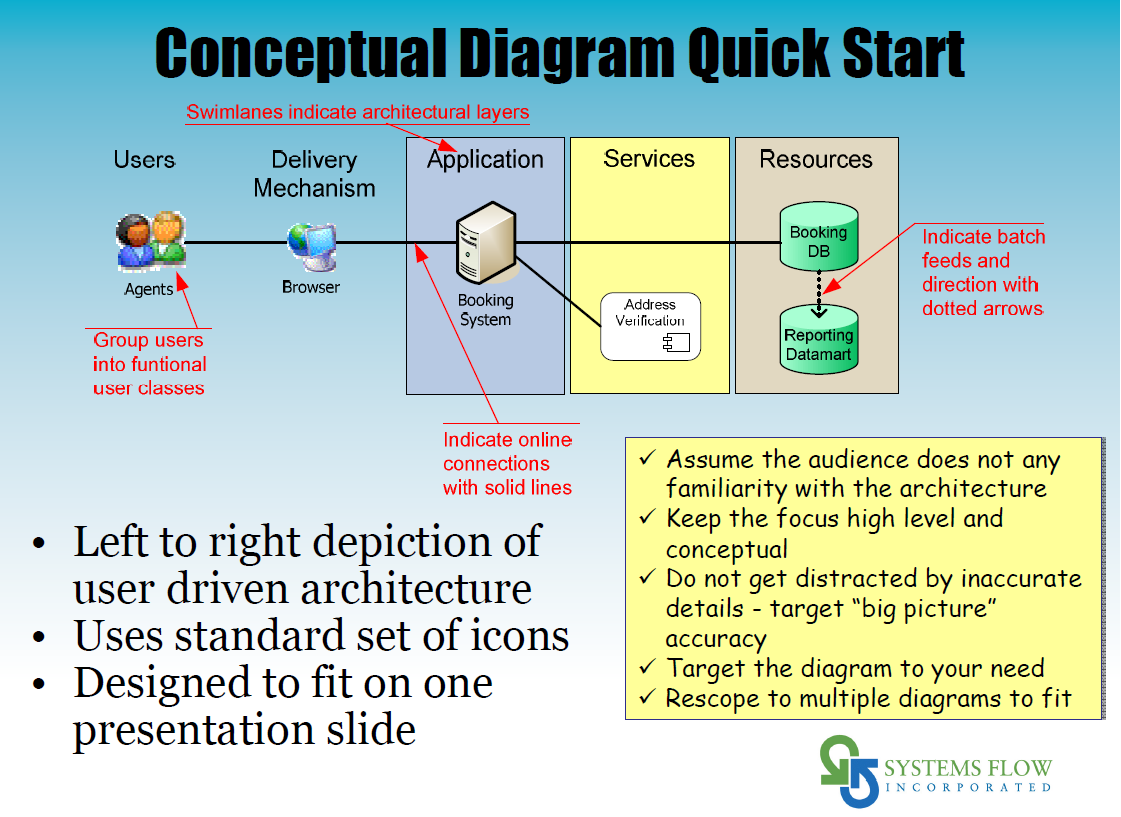 Conceptual Diagram Quick Start
Swimlanes indicate architectural layers
Users
Delivery
Mechanism
Application
Services
Resources
Agents
Browser
Booking
System
Address
Verification
Booking
DB
Reporting
Datamart
Indicate batch
feeds and
direction with
dotted arrows
Group users
into funtional
user classes
Indicate online
connections
with solid lines
• Left to right depiction of
user driven architecture
• Uses standard set of icons
• Designed to fit on one
presentation slide
✓ Assume the audience does not any
familiarity with the architecture
✓ Keep the focus high level and
conceptual
✓ Do not get distracted by inaccurate
details - target “big picture”
accuracy
✓ Target the diagram to your need
✓ Rescope to multiple diagrams to fit
SYSTEMS FLOW
INCORPORATED